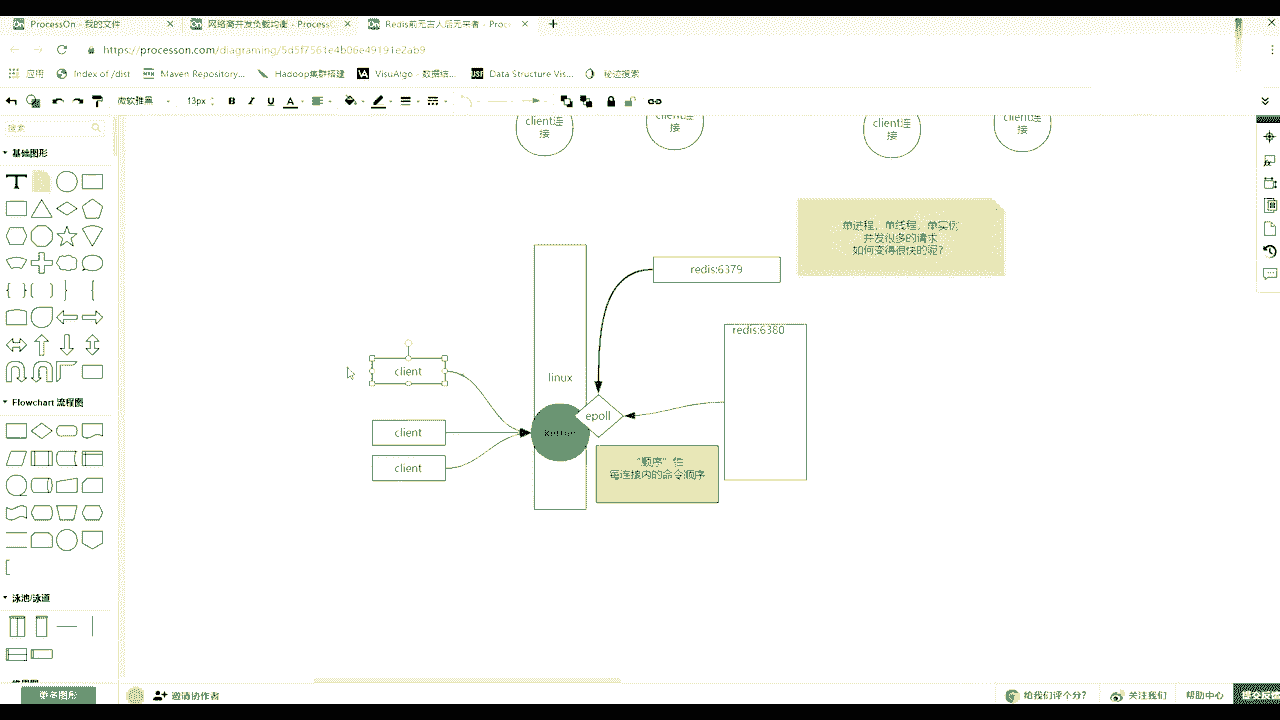 ProcessOn - 我的文件
网络高并发负载均衡 - Process
Redis前无古人后无来者 - Proc
https://processon.com/diagraming/5d5f7561e4b06e49191e2ab9
应用
Index of /dist
Maven Repository...
Hadoop集群搭建
VisuAlgo - 数据结...
Data Structure Vis...
秘迹搜索
微软雅黑
13px
B I U A
搜索
基础图形
Flowchart 流程图
泳池/泳道
更多图形
client连接
client连接
client连接
client连接
单进程，单线程，单实例
并发很多的请求
如何变得很快的呢？
redis:6379
redis:6380
linux
client
client
client
epoll
“顺序”性
每连接内的命令顺序
邀请协作者
给我们评个分？
关注我们
帮助中心